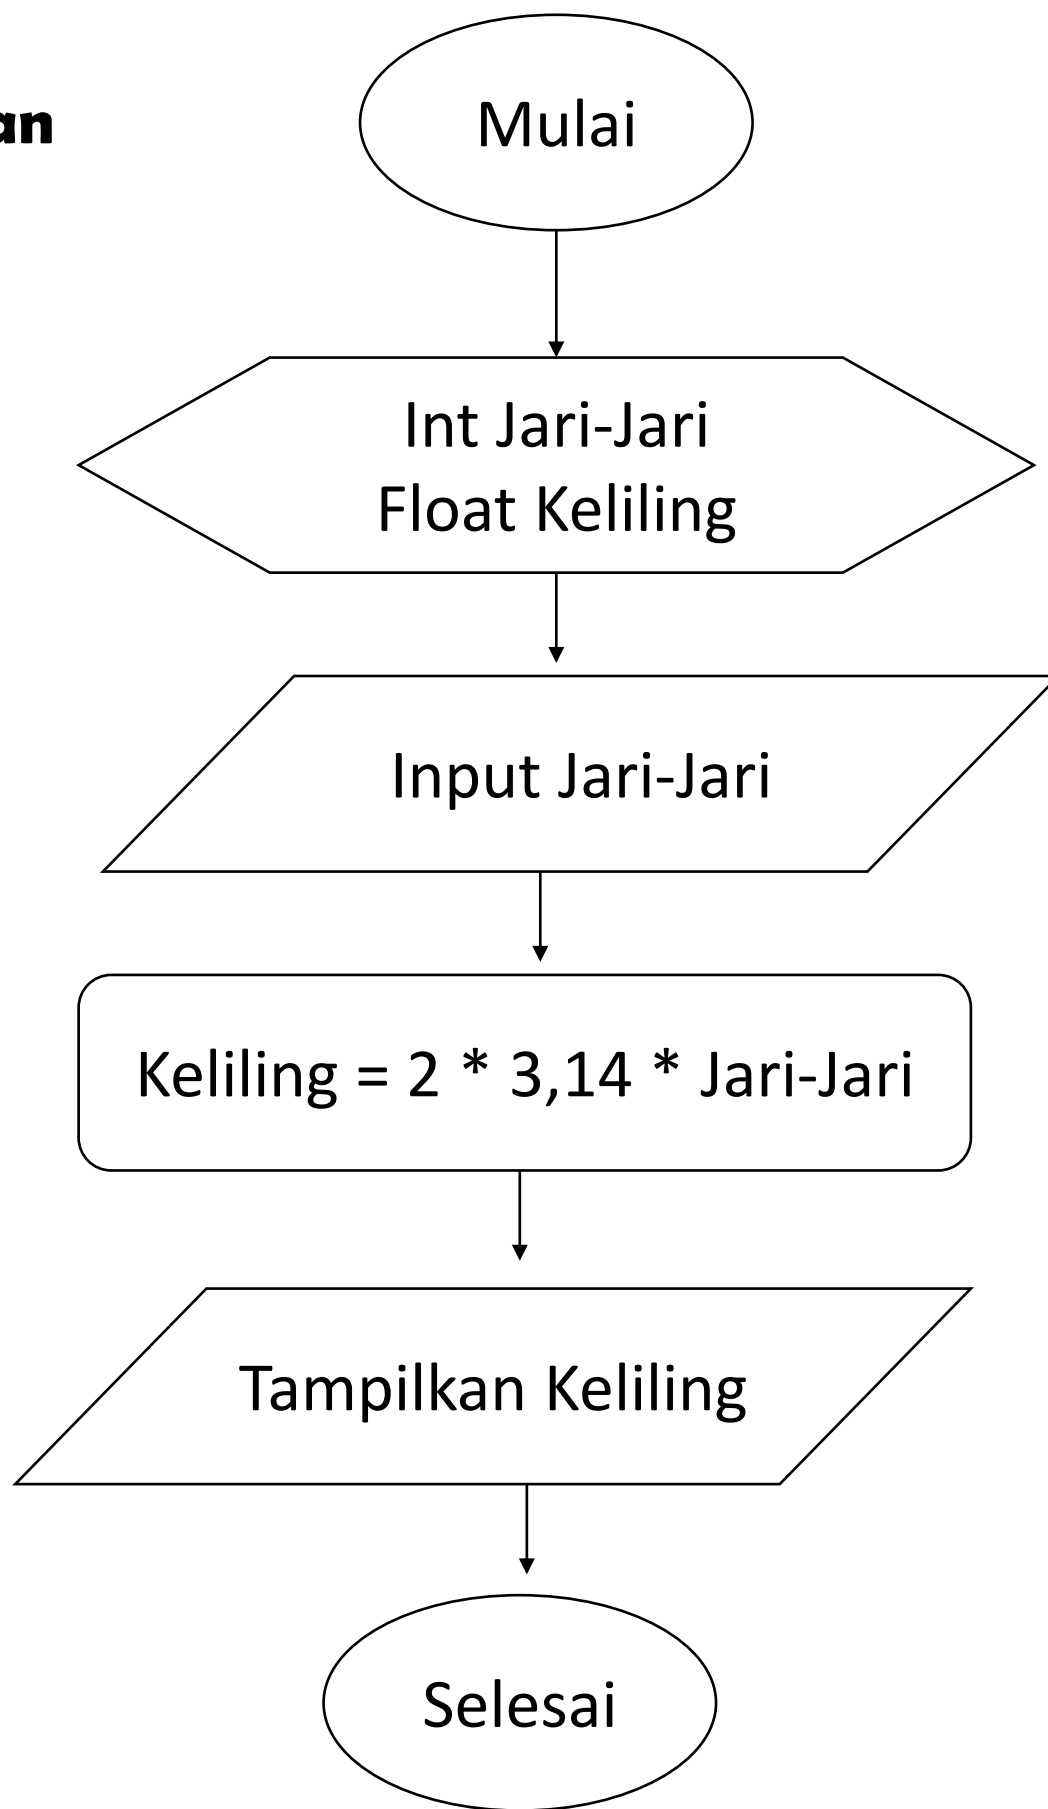 Mulai
Int Jari-Jari
Float Keliling
Input Jari-Jari
Keliling = 2 * 3,14 * Jari-Jari
Tampilkan Keliling
Selesai